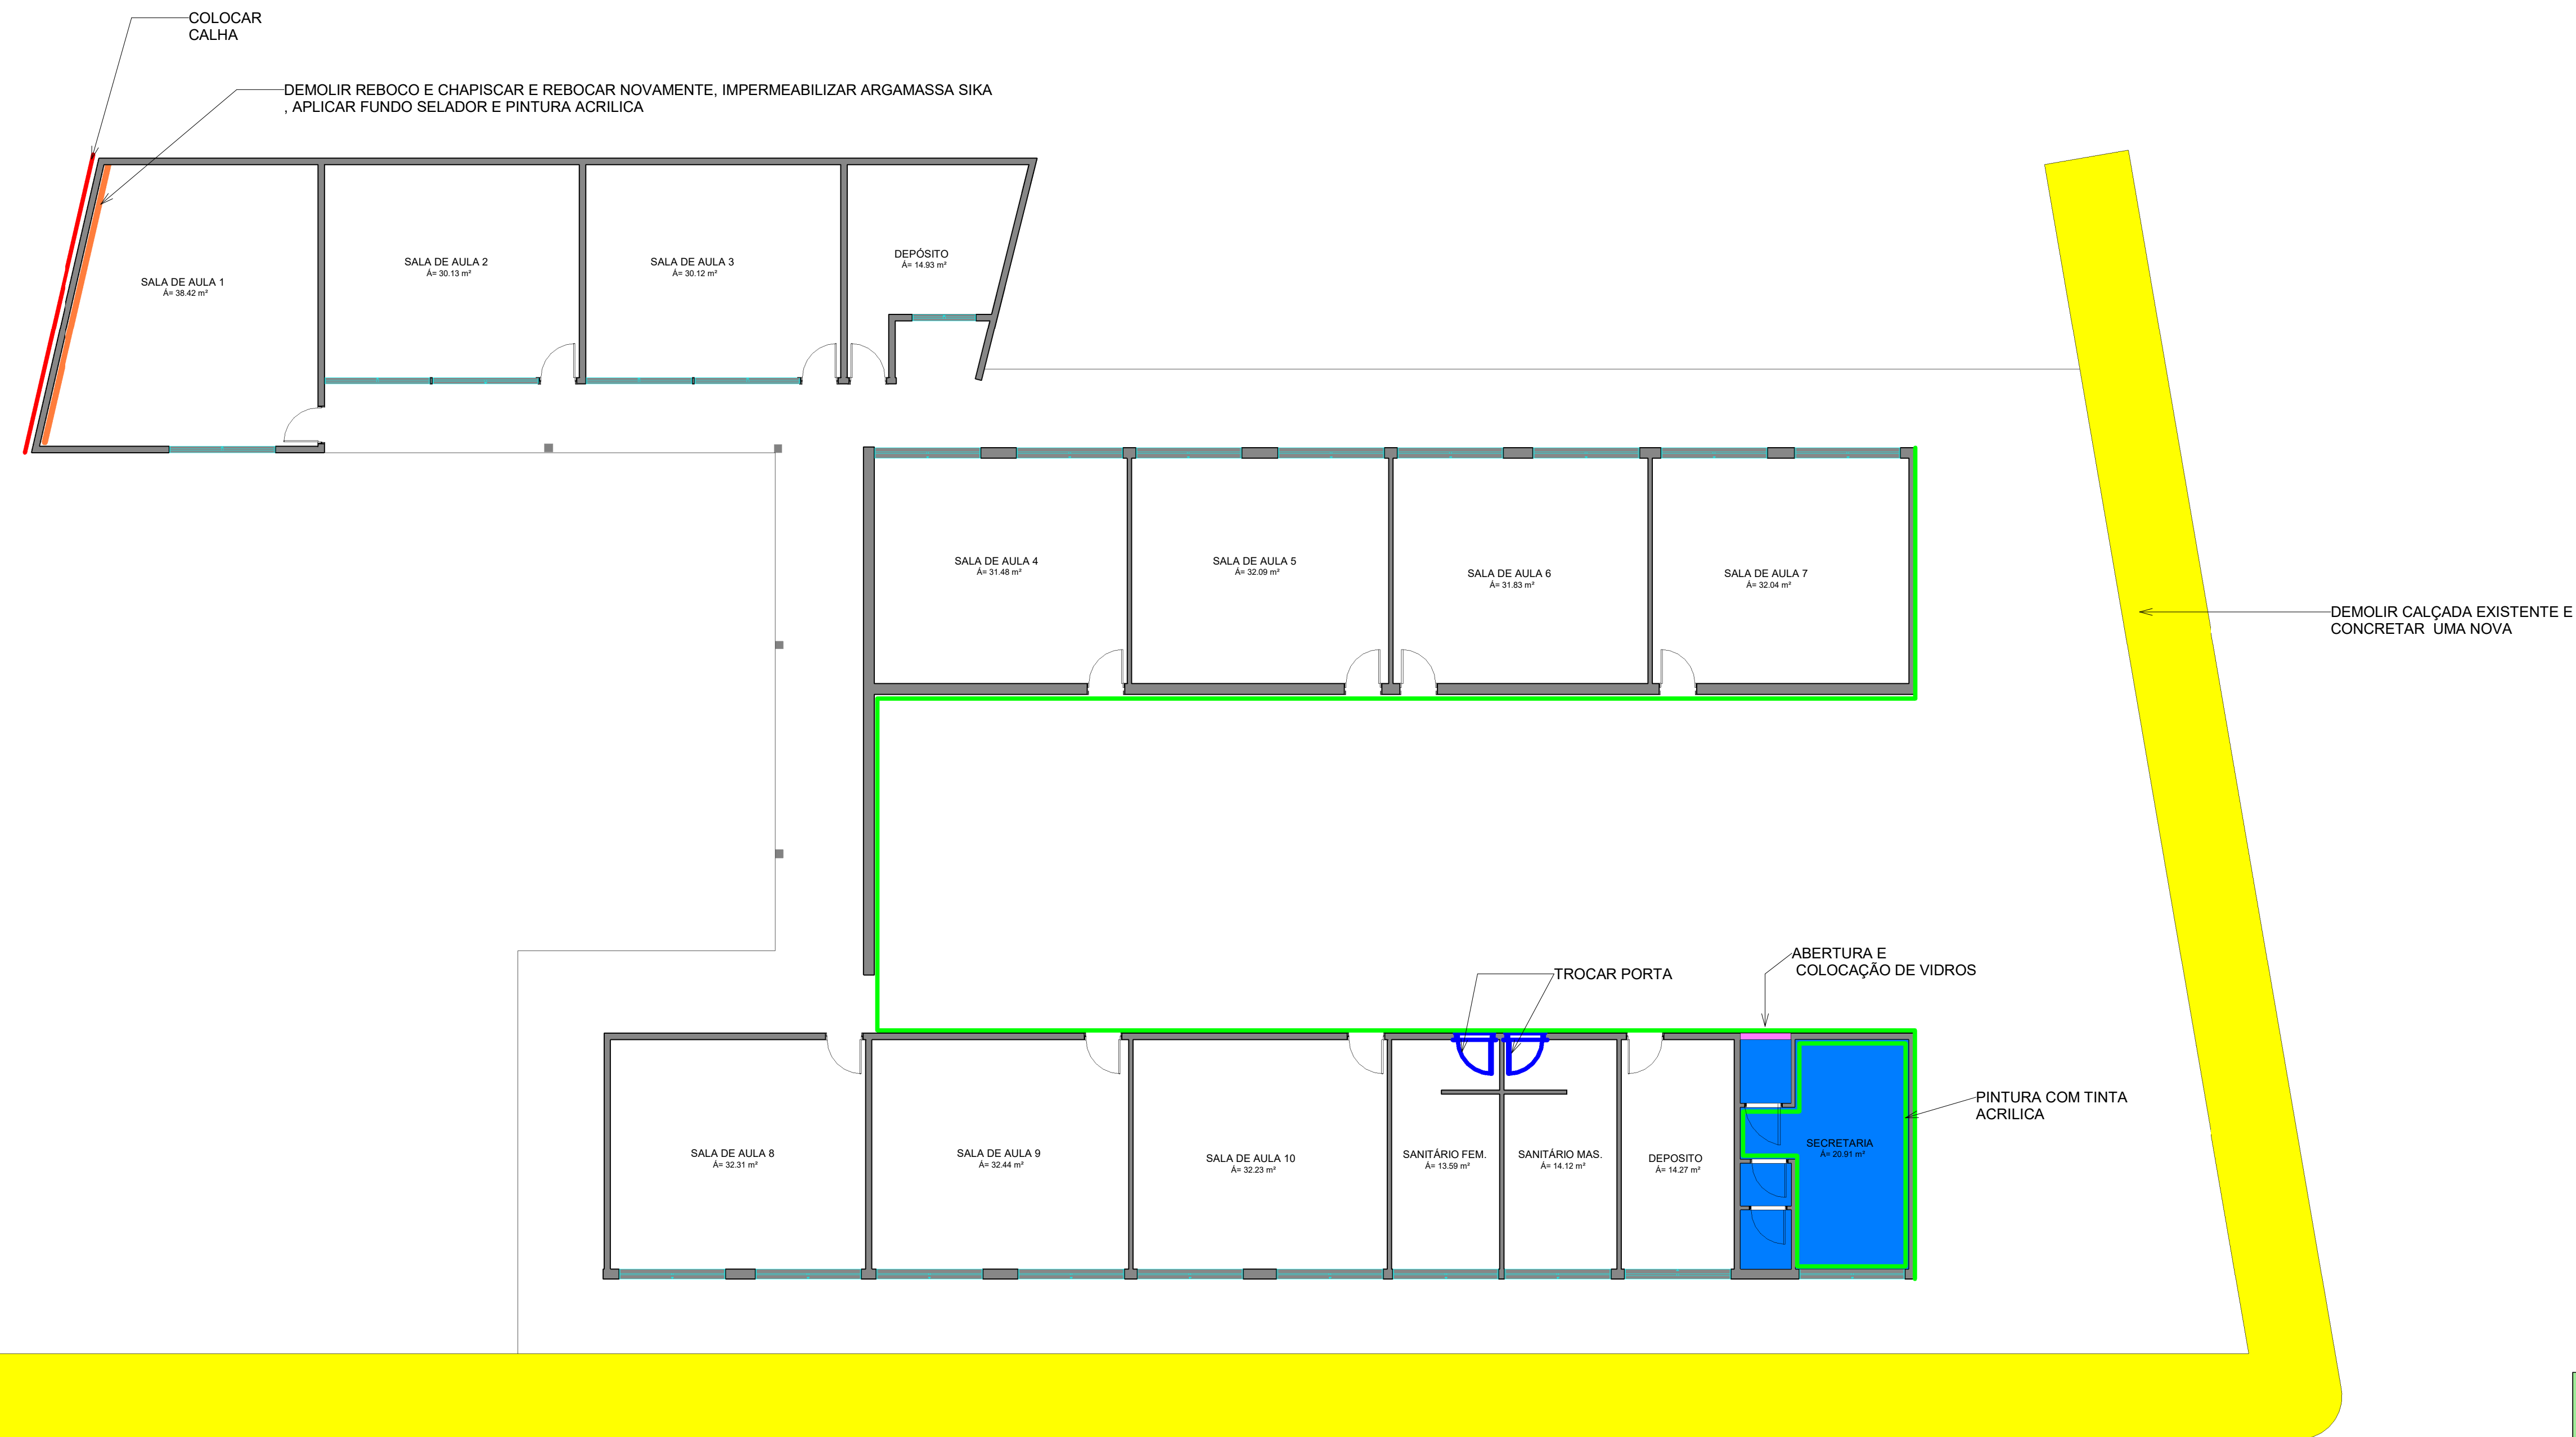 COLOCAR
CALHA
DEMOLIR REBOCO E CHAPISCAR E REBOCAR NOVAMENTE, IMPERMEABILIZAR ARGAMASSA SIKA
, APLICAR FUNDO SELADOR E PINTURA ACRILICA
SALA DE AULA 1
Á= 38.42 m²
SALA DE AULA 2
Á= 30.13 m²
SALA DE AULA 3
Á= 30.12 m²
DEPÓSITO
Á= 14.93 m²
SALA DE AULA 4
Á= 31.48 m²
SALA DE AULA 5
Á= 32.09 m²
SALA DE AULA 6
Á= 31.83 m²
SALA DE AULA 7
Á= 32.04 m²
DEMOLIR CALÇADA EXISTENTE E
CONCRETAR UMA NOVA
ABERTURA E
COLOCAÇÃO DE VIDROS
TROCAR PORTA
PINTURA COM TINTA
ACRILICA
SALA DE AULA 8
Á= 32.31 m²
SALA DE AULA 9
Á= 32.44 m²
SALA DE AULA 10
Á= 32.23 m²
SANITÁRIO FEM.
Á= 13.59 m²
SANITÁRIO MAS.
Á= 14.12 m²
DEPOSITO
Á= 14.27 m²
SECRETARIA
Á= 20.91 m²